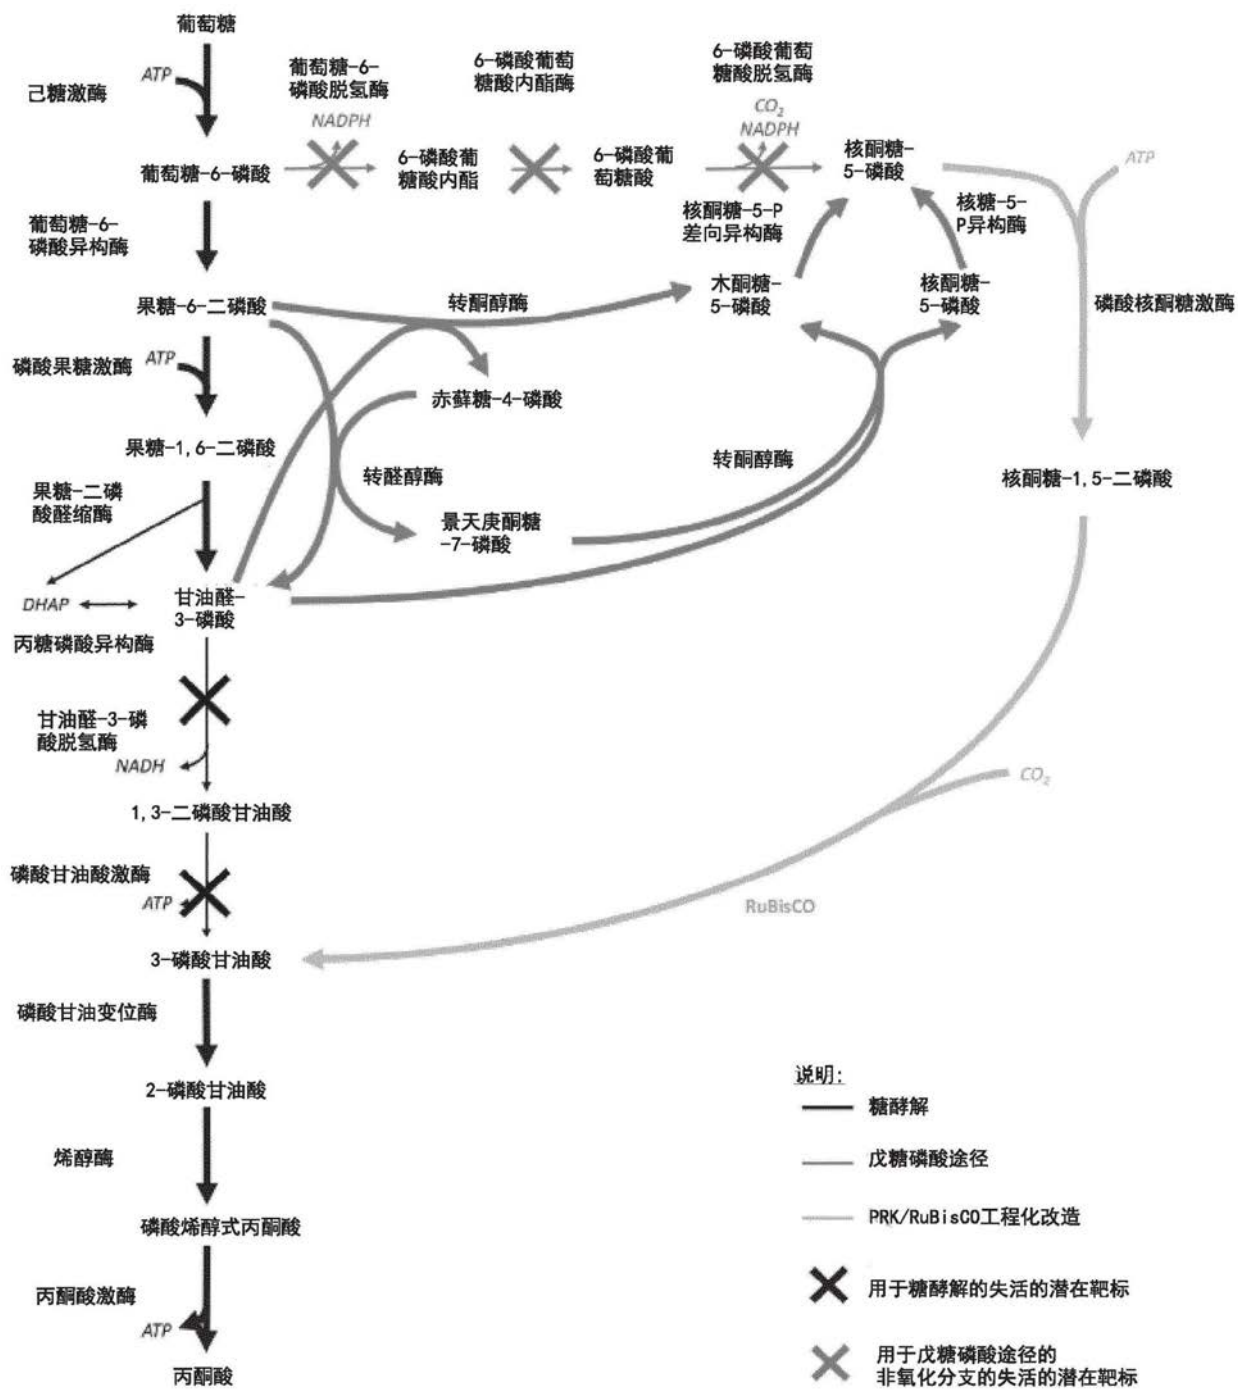 葡萄糖
ATP
己糖激酶
葡萄糖-6-
磷酸脱氢酶
NADPH
6-磷酸葡萄
糖酸内酯酶
6-磷酸葡萄
糖酸脱氢酶
CO2
NADPH
葡萄糖-6-磷酸
6-磷酸葡
糖酸内酯
6-磷酸葡
萄糖酸
核酮糖-
5-磷酸
ATP
葡萄糖-6-
磷酸异构酶
核酮糖-5-P
差向异构酶
核糖-5-
P异构酶
果糖-6-二磷酸
转酮醇酶
木酮糖-
5-磷酸
核酮糖-
5-磷酸
磷酸核酮糖激酶
磷酸果糖激酶
ATP
赤藓糖-4-磷酸
果糖-1,6-二磷酸
转醛醇酶
转酮醇酶
核酮糖-1,5-二磷酸
果糖-二磷
酸醛缩酶
景天庚酮糖
-7-磷酸
DHAP
甘油醛-
3-磷酸
丙糖磷酸异构酶
甘油醛-3-磷
酸脱氢酶
NADH
CO2
1,3-二磷酸甘油酸
磷酸甘油酸激酶
ATP
RuBisCO
3-磷酸甘油酸
磷酸甘油变位酶
2-磷酸甘油酸
烯醇酶
磷酸烯醇式丙酮酸
丙酮酸激酶
ATP
丙酮酸
说明:
糖酵解
戊糖磷酸途径
PRK/RuBisCO工程化改造
用于糖酵解的失活的潜在靶标
用于戊糖磷酸途径的
非氧化分支的失活的潜在靶标